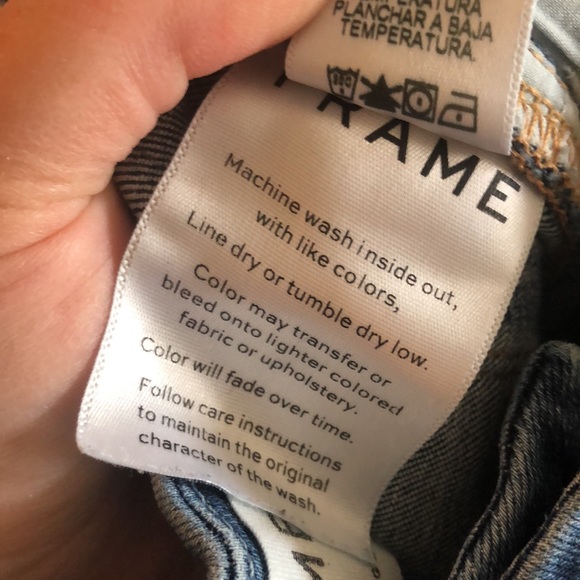 PLANCHAR A BAJA
TEMPERATURA.
FRAME
Machine wash inside out,
with like colors,
Line dry or tumble dry low.
Color may transfer or
bleed onto lighter colored
fabric or upholstery.
Color will fade over time.
Follow care instructions
to maintain the original
character of the wash.